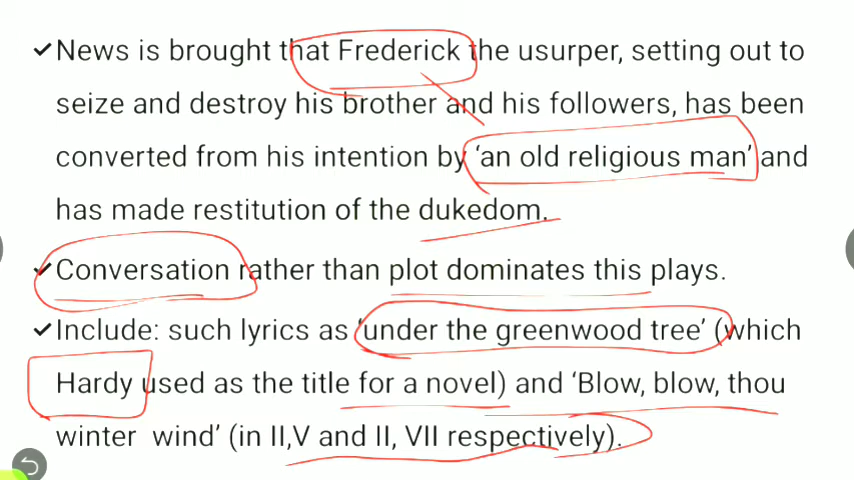 ✓News is brought that Frederick the usurper, setting out to
seize and destroy his brother and his followers, has been
converted from his intention by ‘an old religious man’ and
has made restitution of the dukedom.
✓Conversation rather than plot dominates this plays.
✓Include: such lyrics as ‘under the greenwood tree’ (which
Hardy used as the title for a novel) and ‘Blow, blow, thou
winter wind’ (in II,V and II, VII respectively).